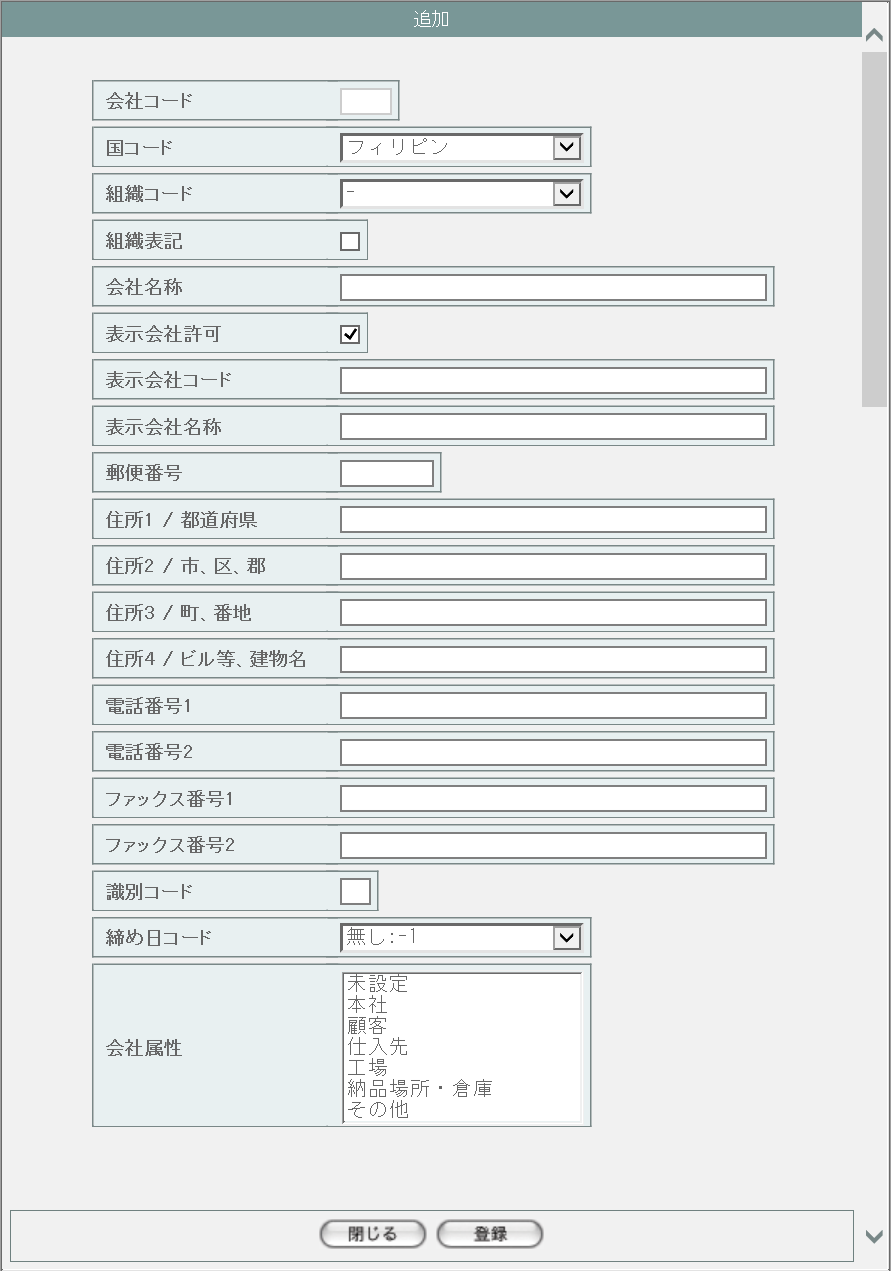 追加
会社コード
国コード フィリピン
組織コード -
組織表記
会社名称
表示会社許可
表示会社コード
表示会社名称
郵便番号
住所1 / 都道府県
住所2 / 市、区、郡
住所3 / 町、番地
住所4 / ビル等、建物名
電話番号1
電話番号2
ファックス番号1
ファックス番号2
識別コード
締め日コード 無し:-1
会社属性
未設定
本社
顧客
仕入先
工場
納品場所・倉庫
その他
閉じる 登録